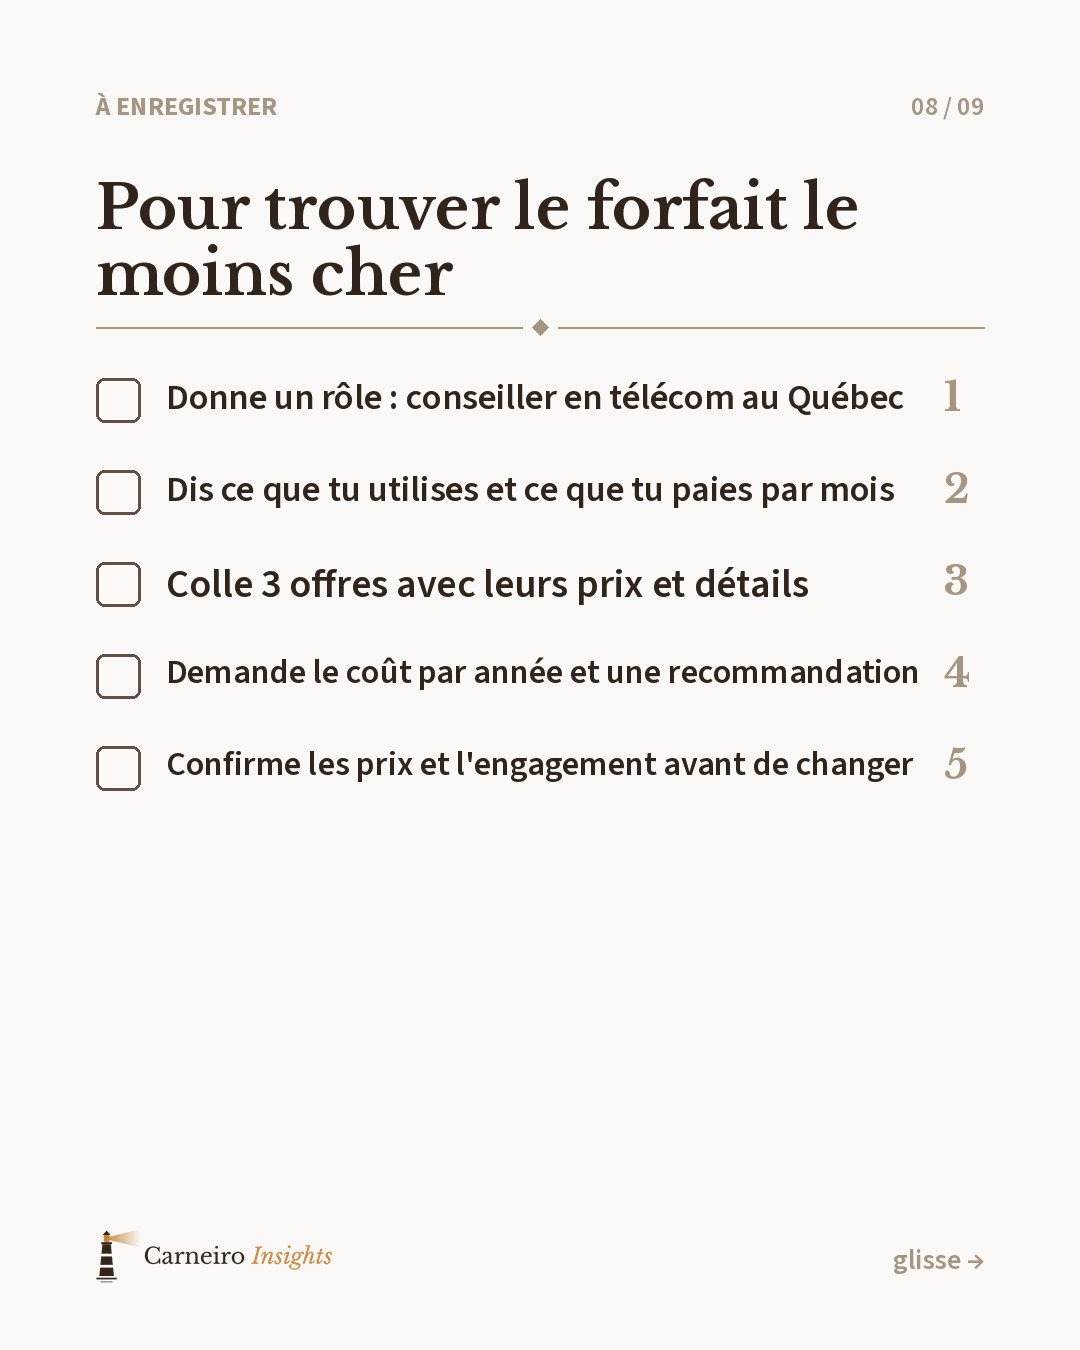 À ENREGISTRER
08 / 09
Pour trouver le forfait le
moins cher
Donne un rôle : conseiller en télécom au Québec 1
Dis ce que tu utilises et ce que tu paies par mois 2
Colle 3 offres avec leurs prix et détails 3
Demande le coût par année et une recommandation 4
Confirme les prix et l'engagement avant de changer 5
Carneiro Insights
glisse →